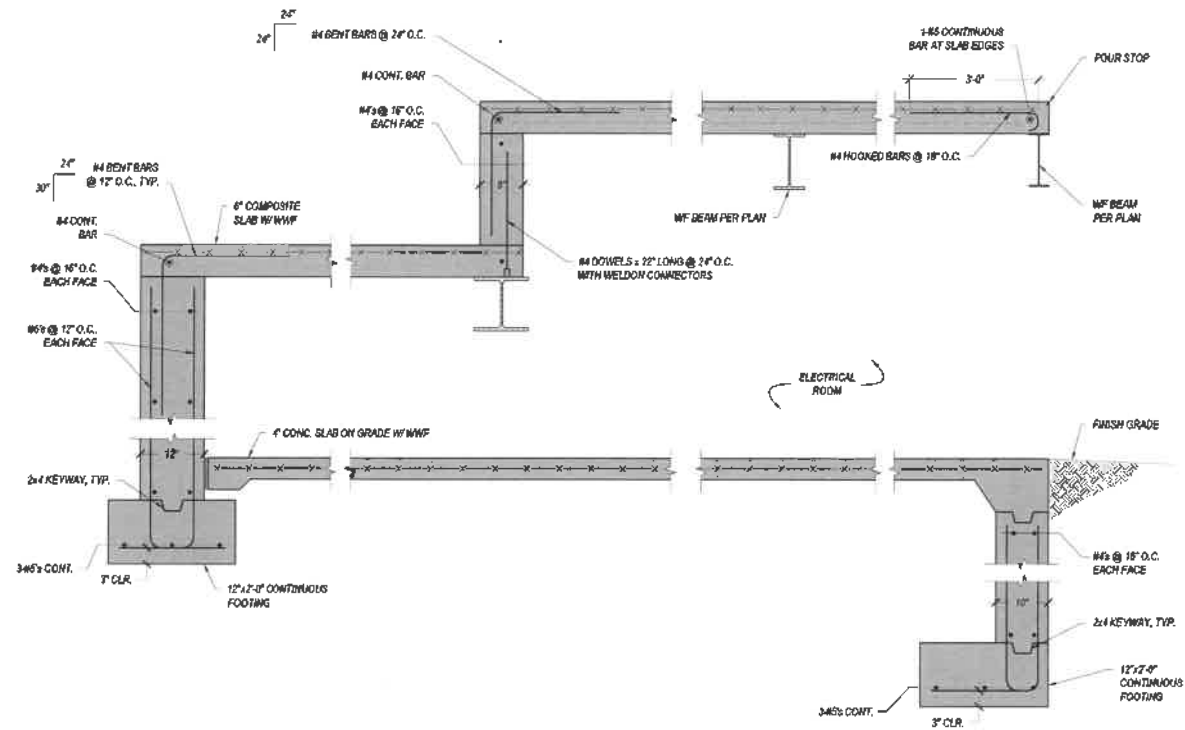 24"
24"
#4 BENT BARS @ 24" O.C.
1-#5 CONTINUOUS
BAR AT SLAB EDGES
POUR STOP
#4 CONT. BAR
3'-0"
#4's @ 16" O.C.
EACH FACE
#4 HOOKED BARS @ 18" O.C.
24"
30"
#4 BENT BARS
@ 12" O.C., TYP.
8"
6" COMPOSITE
SLAB W/ WWF
WF BEAM PER PLAN
WF BEAM
PER PLAN
#4 CONT.
BAR
#4 DOWELS x 22" LONG @ 24" O.C.
WITH WELDON CONNECTORS
#4's @ 16" O.C.
EACH FACE
#5's @ 12" O.C.
EACH FACE
ELECTRICAL
ROOM
FINISH GRADE
4" CONC. SLAB ON GRADE W/ WWF
12"
2x4 KEYWAY, TYP.
#4's @ 16" O.C.
EACH FACE
3-#5's CONT.
3" CLR.
12"x2'-0" CONTINUOUS
FOOTING
10"
2x4 KEYWAY, TYP.
12"x2'-0"
CONTINUOUS
FOOTING
3-#5's CONT.
3" CLR.